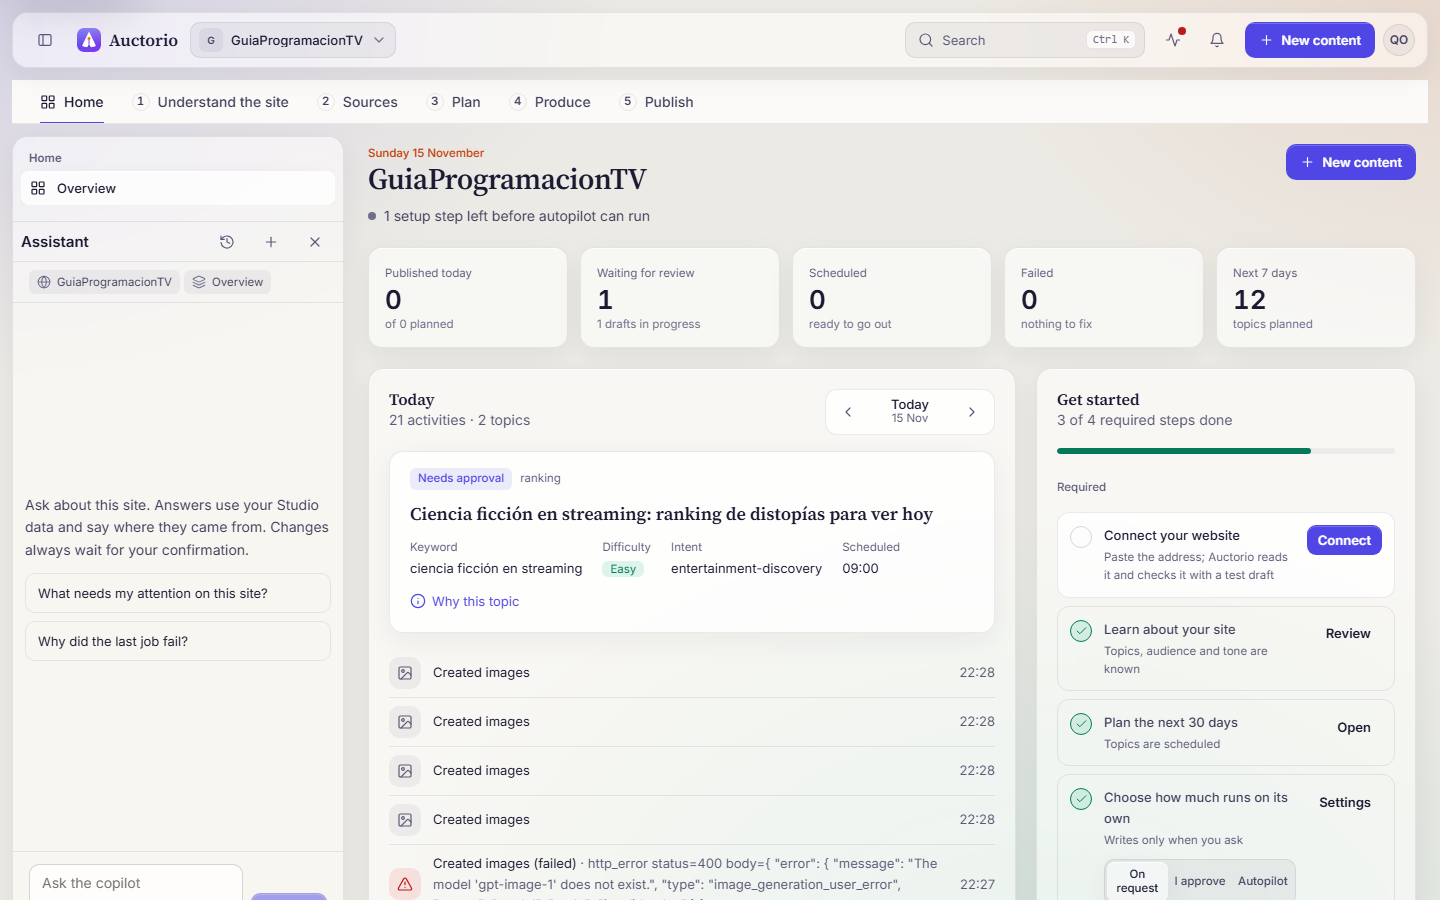 Auctorio
G GuiaProgramacionTV
Search Ctrl K
New content
QO
Home
1 Understand the site
2 Sources
3 Plan
4 Produce
5 Publish
Home
Overview
Assistant
GuiaProgramacionTV
Overview
Ask about this site. Answers use your Studio
data and say where they came from. Changes
always wait for your confirmation.
What needs my attention on this site?
Why did the last job fail?
Ask the copilot
Sunday 15 November
GuiaProgramacionTV
1 setup step left before autopilot can run
New content
Published today
0
of 0 planned
Waiting for review
1
1 drafts in progress
Scheduled
0
ready to go out
Failed
0
nothing to fix
Next 7 days
12
topics planned
Today
21 activities · 2 topics
Today
15 Nov
Needs approval ranking
Ciencia ficción en streaming: ranking de distopías para ver hoy
Keyword
ciencia ficción en streaming
Difficulty
Easy
Intent
entertainment-discovery
Scheduled
09:00
Why this topic
Created images 22:28
Created images 22:28
Created images 22:28
Created images 22:28
Created images (failed) · http_error status=400 body={ "error": { "message": "The
model 'gpt-image-1' does not exist.", "type": "image_generation_user_error",
22:27
Get started
3 of 4 required steps done
Required
Connect your website
Paste the address; Auctorio reads
it and checks it with a test draft
Connect
Learn about your site
Topics, audience and tone are
known
Review
Plan the next 30 days
Topics are scheduled
Open
Choose how much runs on its
own
Writes only when you ask
Settings
On
request
I approve
Autopilot